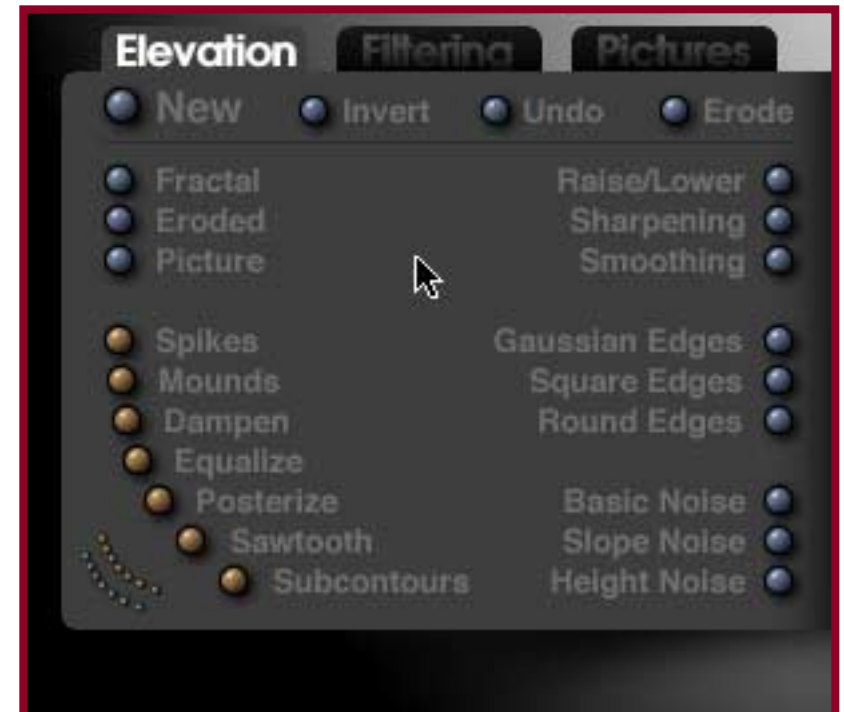 Elevation Filtering Pictures
New Invert Undo Erode
Fractal Raise/Lower
Eroded Sharpening
Picture Smoothing
Spikes Gaussian Edges
Mounds Square Edges
Dampen Round Edges
Equalize
Posterize Basic Noise
Sawtooth Slope Noise
Subcontours Height Noise